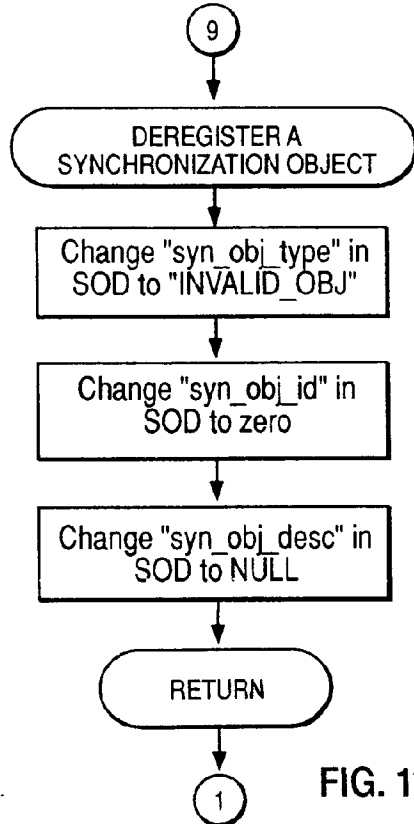 9
DEREGISTER A
SYNCHRONIZATION OBJECT
Change "syn_obj_type" in
SOD to "INVALID_OBJ"
Change "syn_obj_id" in
SOD to zero
Change "syn_obj_desc" in
SOD to NULL
RETURN
1
FIG.